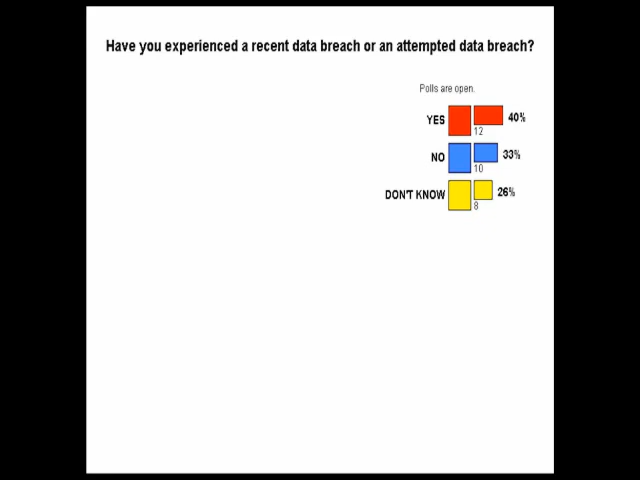 Have you experienced a recent data breach or an attempted data breach?
Polls are open.
YES 40%
12
NO 33%
10
DON'T KNOW 26%
8